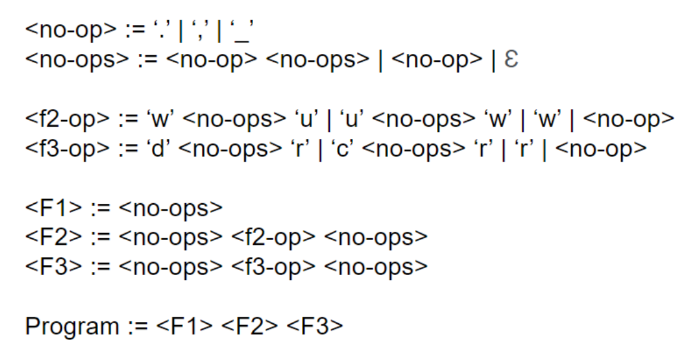 <no-op> := ‘.’ | ‘,’ | ‘_’
<no-ops> := <no-op> <no-ops> | <no-op> | Ɛ
<f2-op> := ‘w’ <no-ops> ‘u’ | ‘u’ <no-ops> ‘w’ | ‘w’ | <no-op>
<f3-op> := ‘d’ <no-ops> ‘r’ | ‘c’ <no-ops> ‘r’ | ‘r’ | <no-op>
<F1> := <no-ops>
<F2> := <no-ops> <f2-op> <no-ops>
<F3> := <no-ops> <f3-op> <no-ops>
Program := <F1> <F2> <F3>